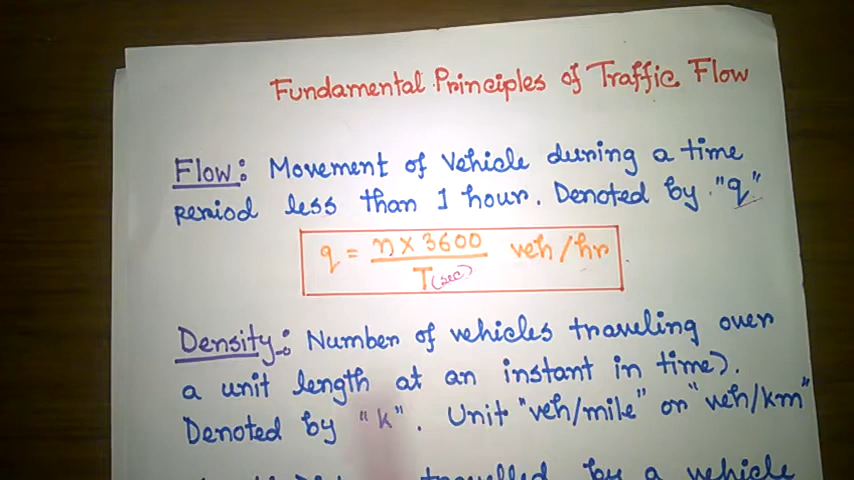 Fundamental Principles of Traffic Flow
Flow: Movement of Vehicle during a time
period less than 1 hour. Denoted by "q"
q = n x 3600 / T(sec) veh/hr
Density: Number of vehicles traveling over
a unit length at an instant in time).
Denoted by "k". Unit "veh/mile" or "veh/km"
travelled by a vehicle